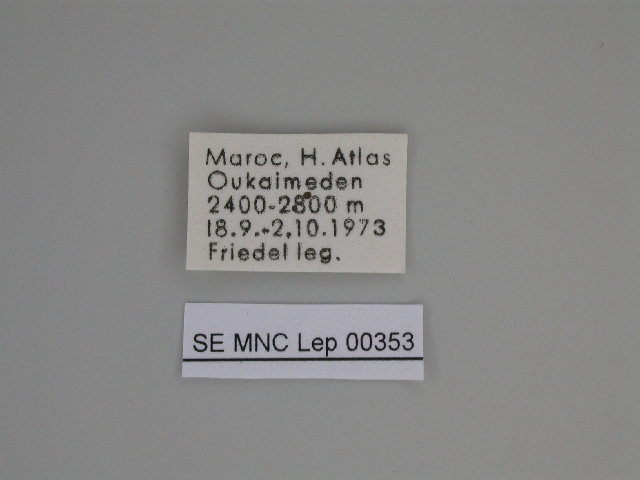 Maroc, H. Atlas
Oukaimeden
2400-2800 m
18.9.-2.10.1973
Friedel leg.
SE MNC Lep 00353